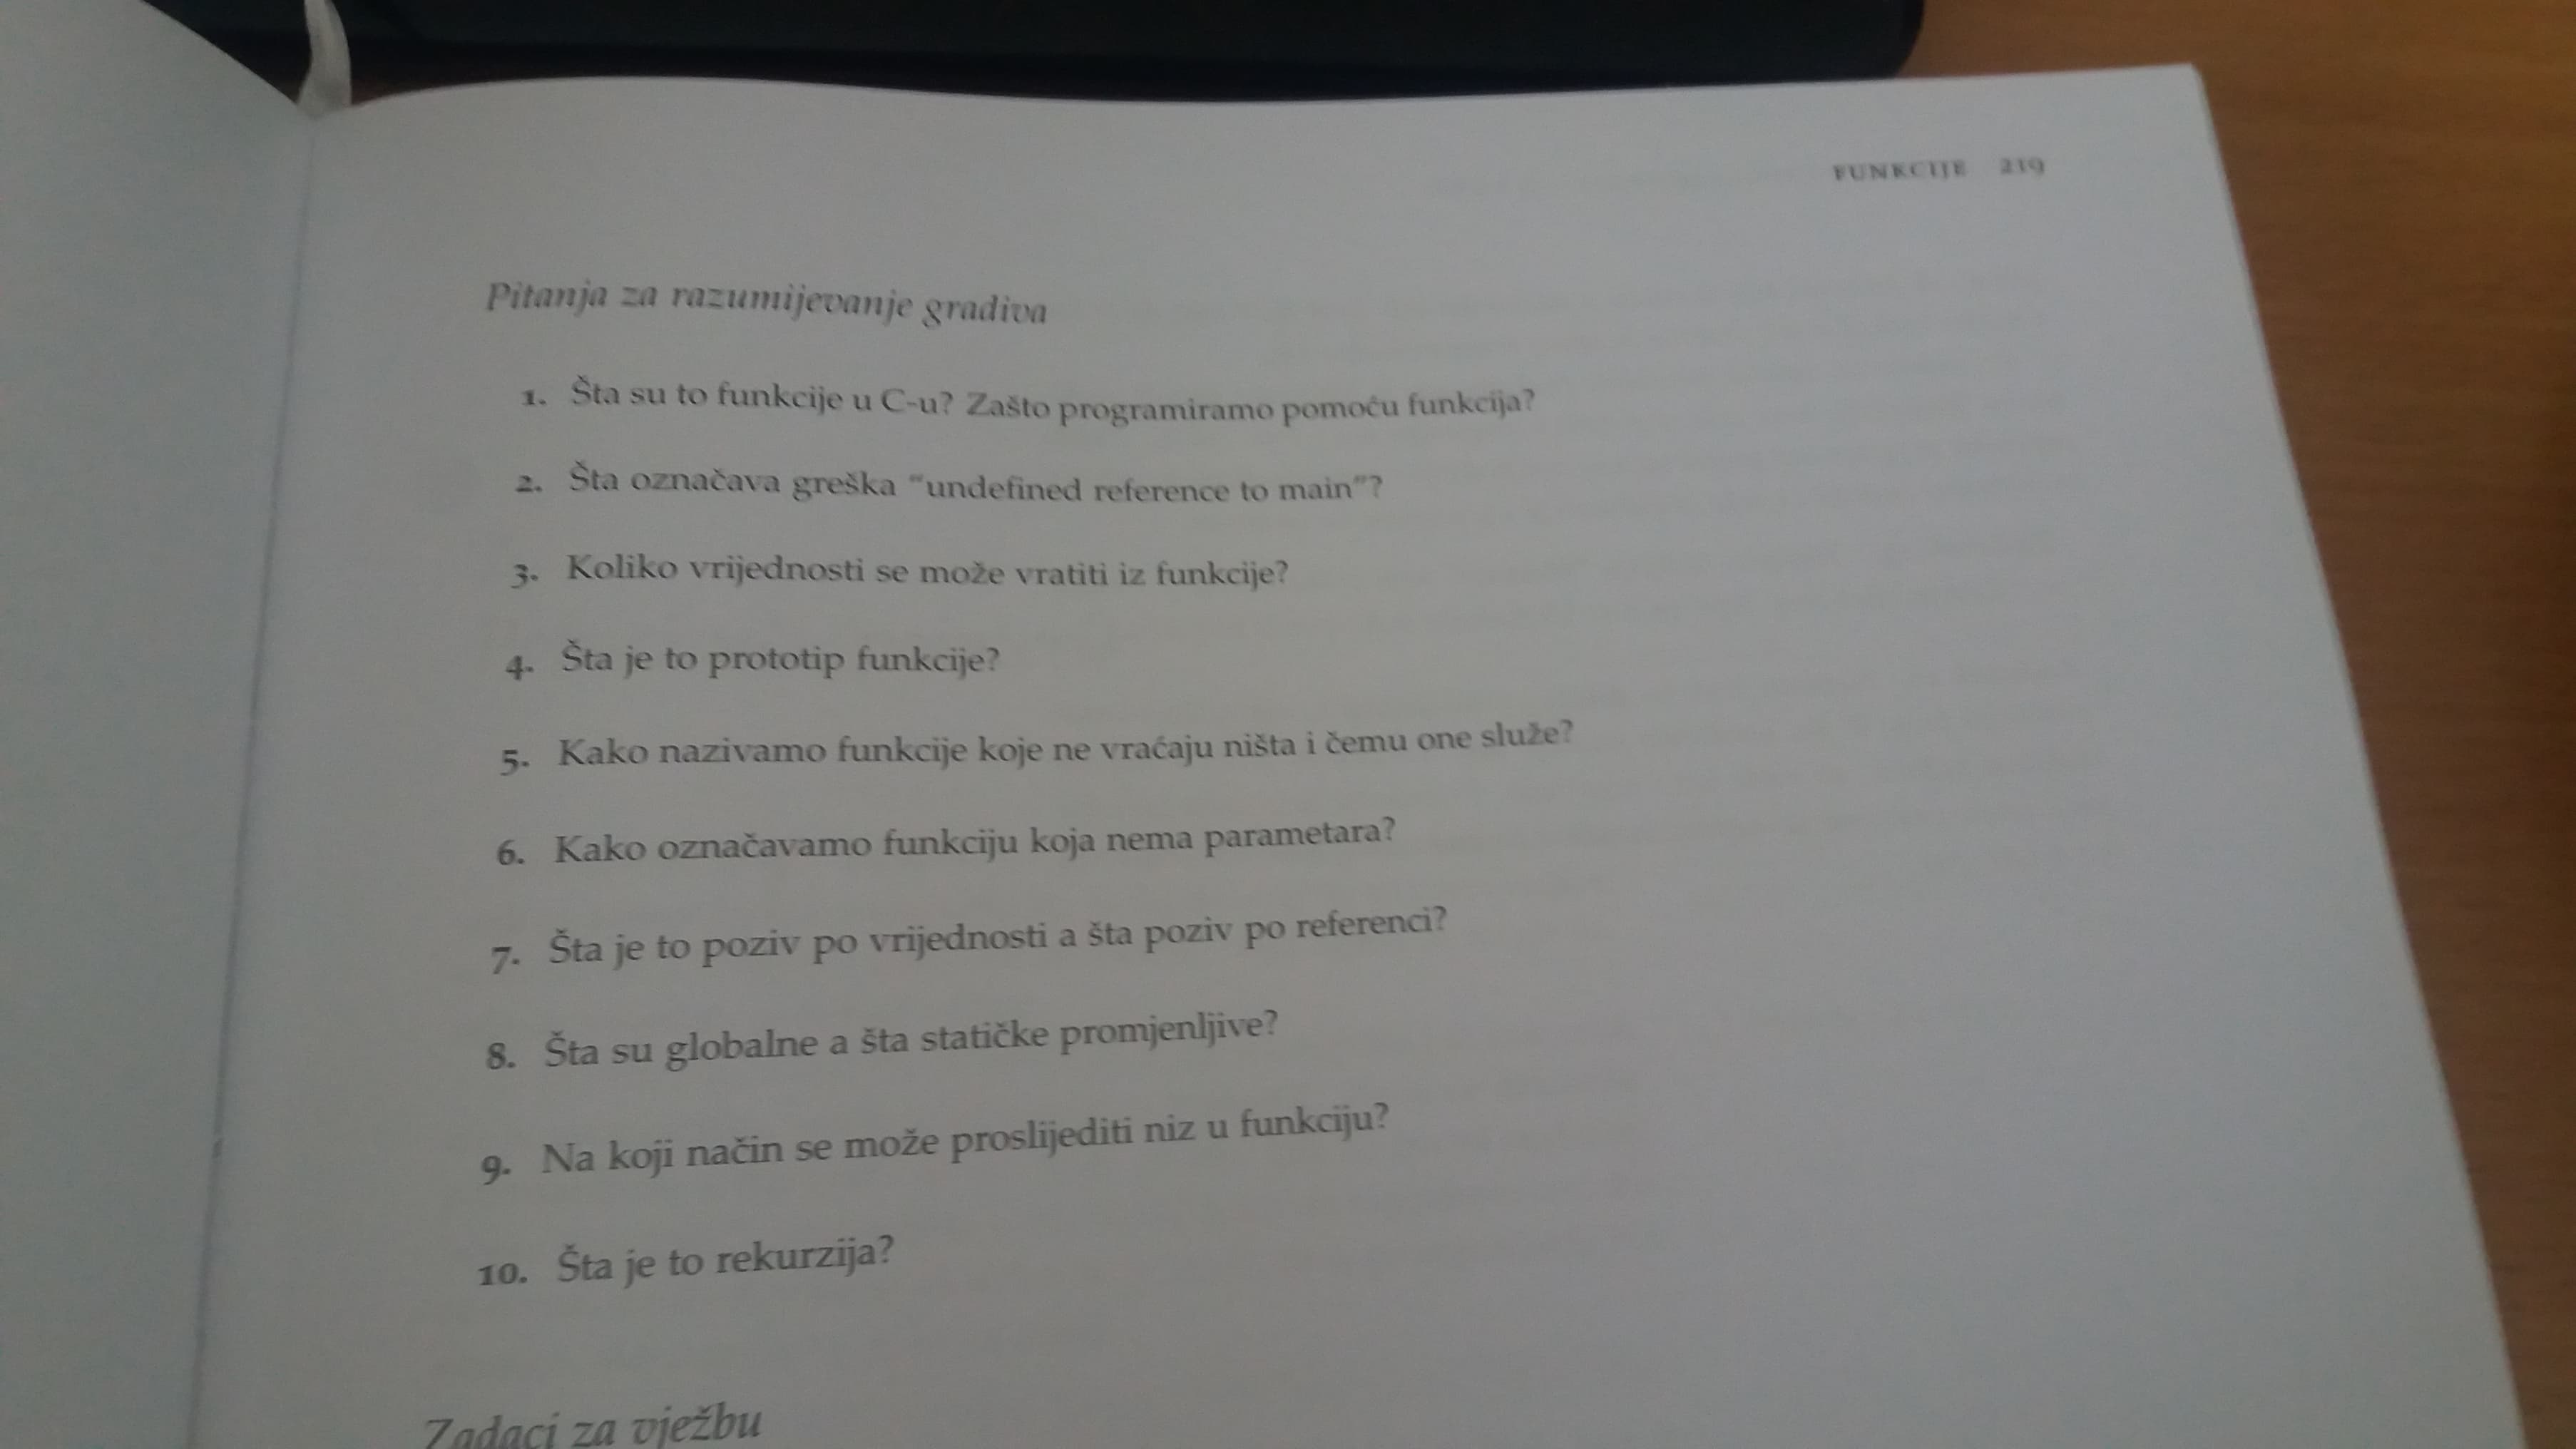 FUNKCIJE 219
Pitanja za razumijevanje gradiva
1. Šta su to funkcije u C-u? Zašto programiramo pomoću funkcija?
2. Šta označava greška “undefined reference to main”?
3. Koliko vrijednosti se može vratiti iz funkcije?
4. Šta je to prototip funkcije?
5. Kako nazivamo funkcije koje ne vraćaju ništa i čemu one služe?
6. Kako označavamo funkciju koja nema parametara?
7. Šta je to poziv po vrijednosti a šta poziv po referenci?
8. Šta su globalne a šta statičke promjenljive?
9. Na koji način se može proslijediti niz u funkciju?
10. Šta je to rekurzija?
Zadaci za vježbu